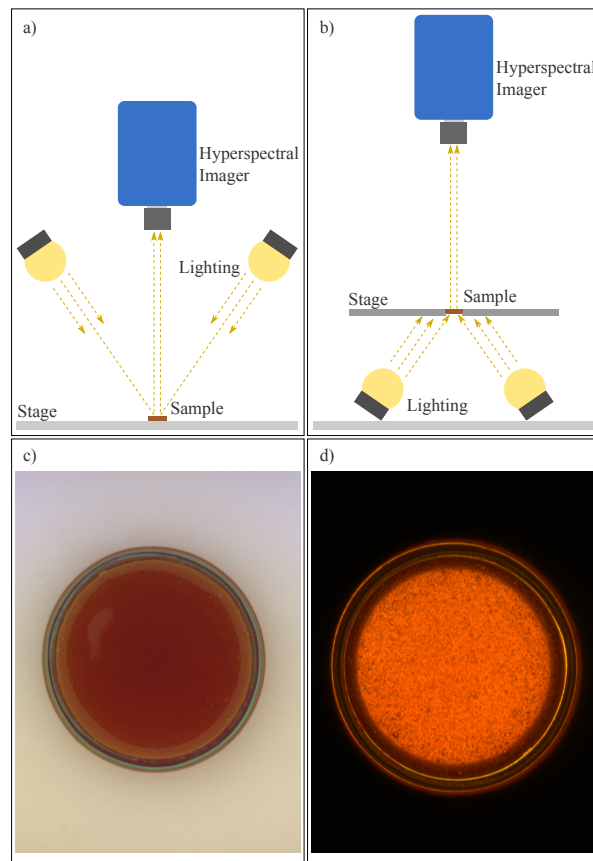 a)
Hyperspectral
Imager
Lighting
Stage
Sample
b)
Hyperspectral
Imager
Stage
Sample
Lighting
c)
d)